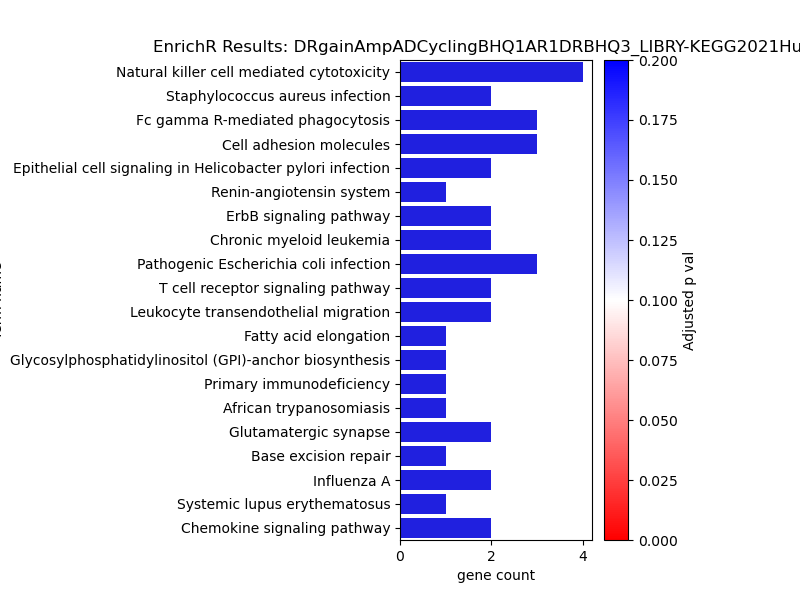 EnrichR Results: DRgainAmpADCyclingBHQ1AR1DRBHQ3_LIBRY-KEGG2021Hu
Natural killer cell mediated cytotoxicity
Staphylococcus aureus infection
Fc gamma R-mediated phagocytosis
Cell adhesion molecules
Epithelial cell signaling in Helicobacter pylori infection
Renin-angiotensin system
ErbB signaling pathway
Chronic myeloid leukemia
Pathogenic Escherichia coli infection
T cell receptor signaling pathway
Leukocyte transendothelial migration
Fatty acid elongation
Glycosylphosphatidylinositol (GPI)-anchor biosynthesis
Primary immunodeficiency
African trypanosomiasis
Glutamatergic synapse
Base excision repair
Influenza A
Systemic lupus erythematosus
Chemokine signaling pathway
0 2 4
gene count
0.200
0.175
0.150
0.125
0.100
0.075
0.050
0.025
0.000
Adjusted p val